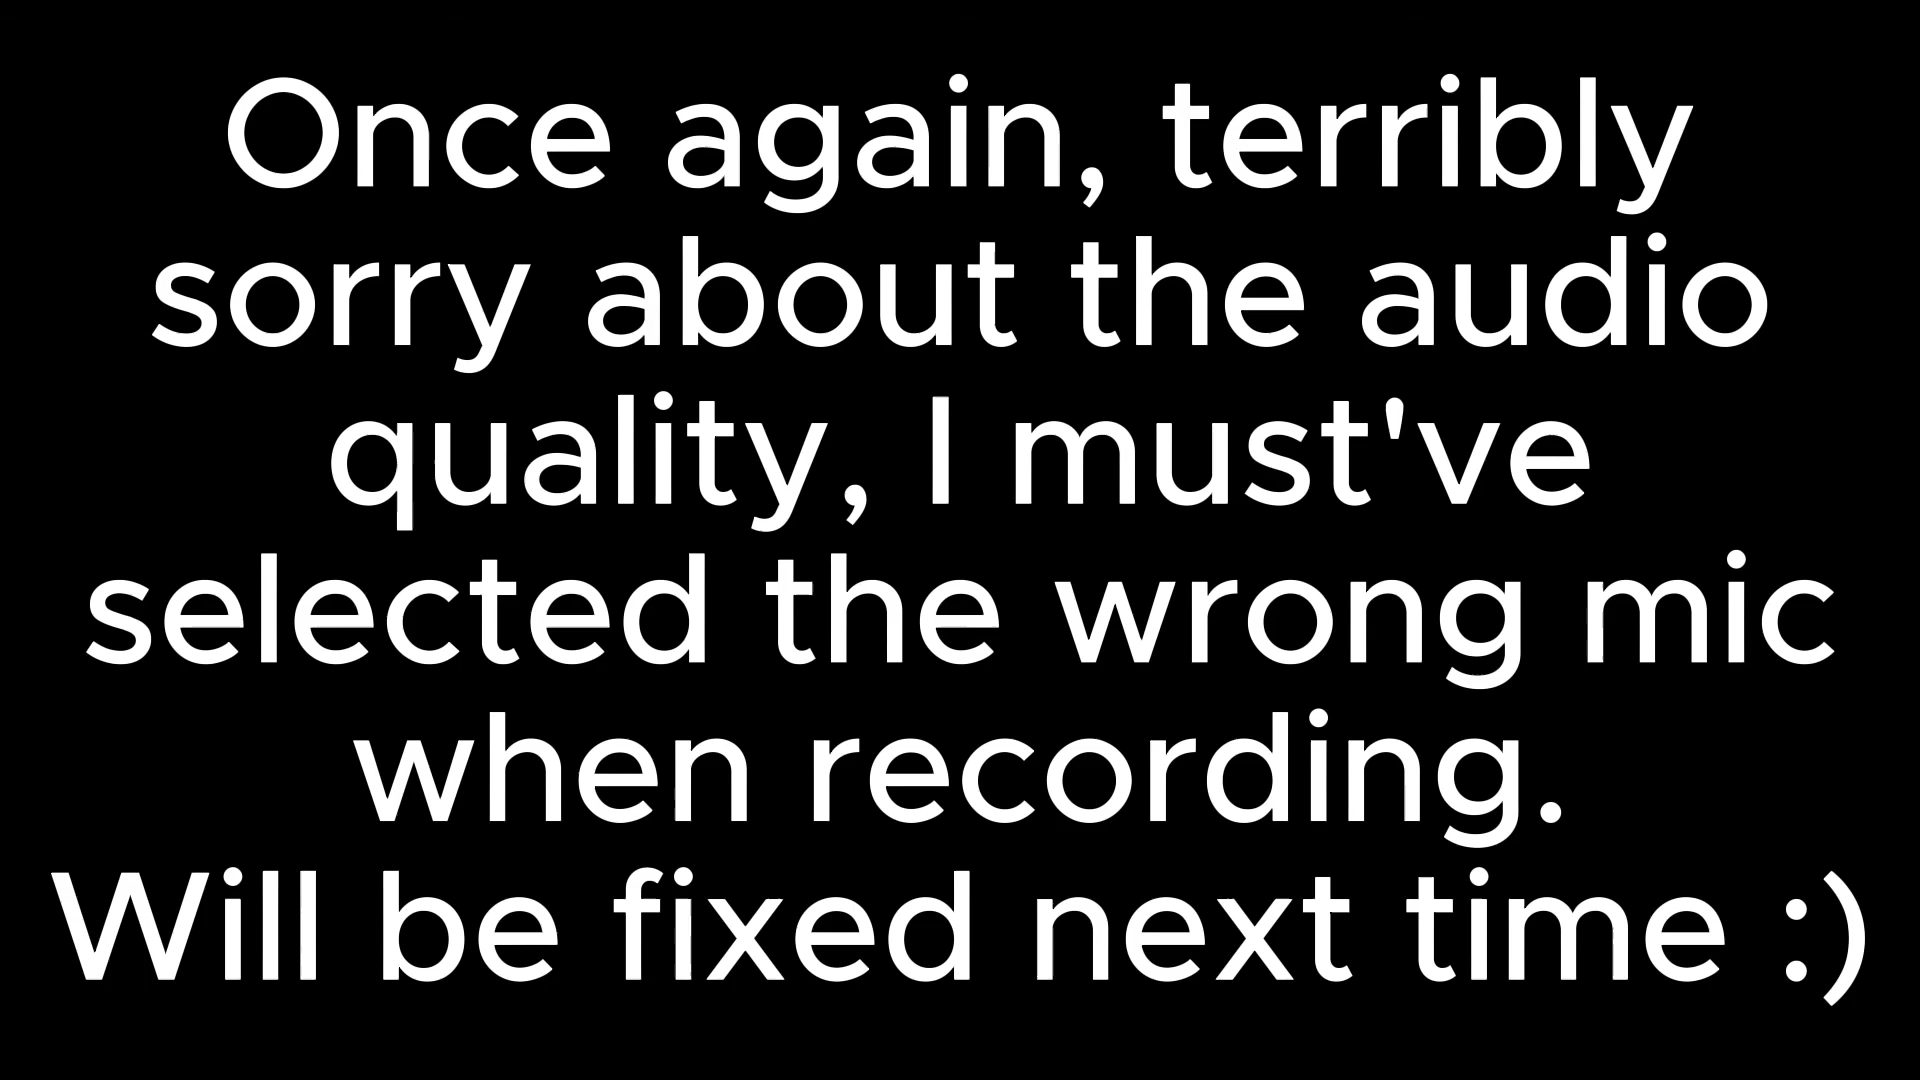 Once again, terribly
sorry about the audio
quality, I must've
selected the wrong mic
when recording.
Will be fixed next time :)